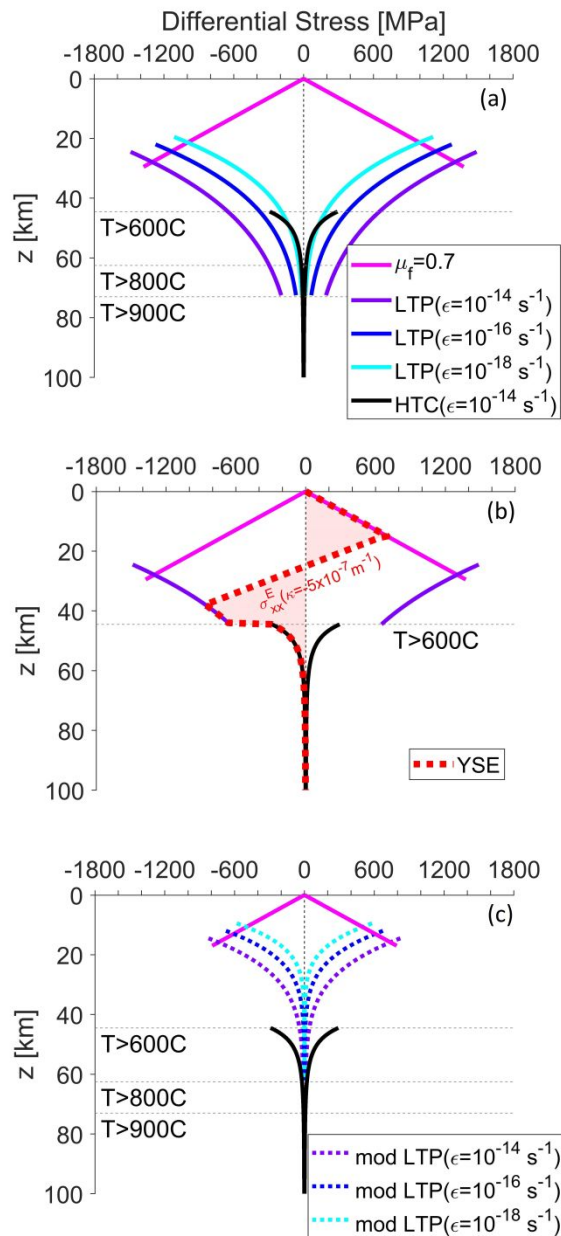 Differential Stress [MPa]
-1800 -1200 -600 0 600 1200 1800
(a)
0
20
40
60
80
100
z [km]
T>600C
T>800C
T>900C
μf=0.7
LTP(ϵ=10^-14 s^-1)
LTP(ϵ=10^-16 s^-1)
LTP(ϵ=10^-18 s^-1)
HTC(ϵ=10^-14 s^-1)
-1800 -1200 -600 0 600 1200 1800
(b)
0
20
40
60
80
100
z [km]
σ^E_xx(κ=-5x10^-7 m^-1)
T>600C
YSE
-1800 -1200 -600 0 600 1200 1800
(c)
0
20
40
60
80
100
z [km]
T>600C
T>800C
T>900C
mod LTP(ϵ=10^-14 s^-1)
mod LTP(ϵ=10^-16 s^-1)
mod LTP(ϵ=10^-18 s^-1)